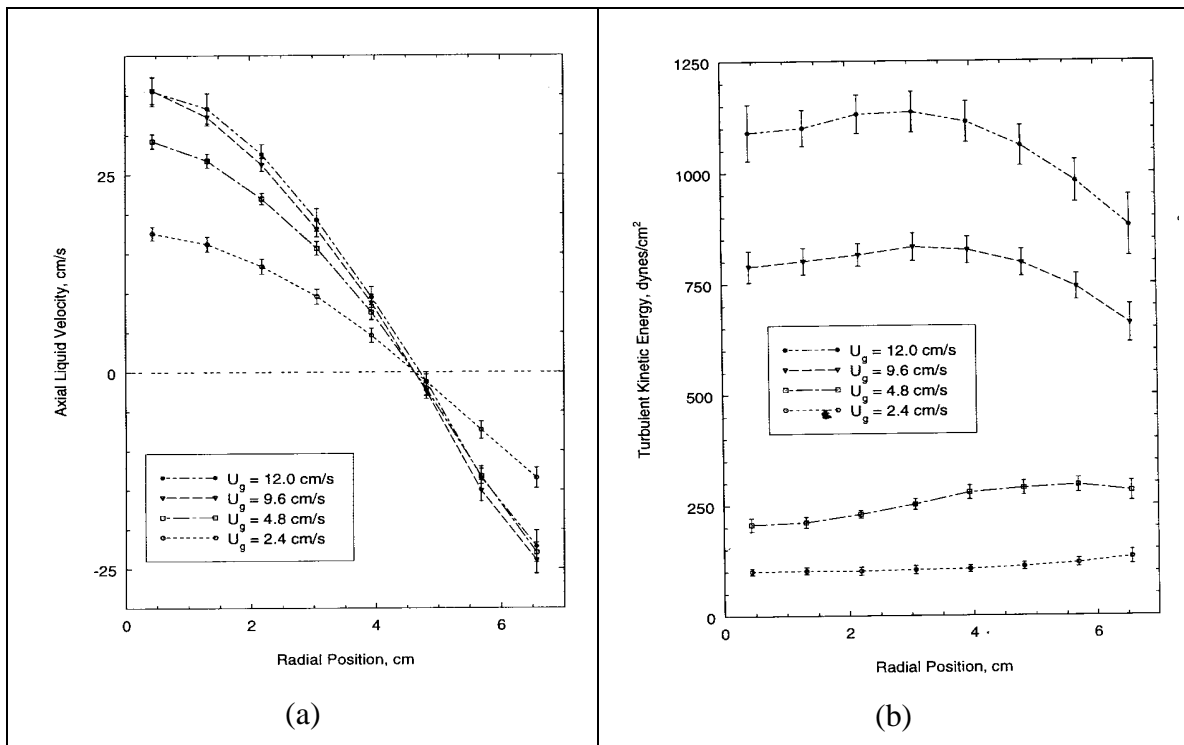 Axial Liquid Velocity, cm/s
25
0
-25
U_g = 12.0 cm/s
U_g = 9.6 cm/s
U_g = 4.8 cm/s
U_g = 2.4 cm/s
0
2
4
6
Radial Position, cm
(a)
Turbulent Kinetic Energy, dynes/cm²
1250
1000
750
500
250
0
U_g = 12.0 cm/s
U_g = 9.6 cm/s
U_g = 4.8 cm/s
U_g = 2.4 cm/s
0
2
4
6
Radial Position, cm
(b)